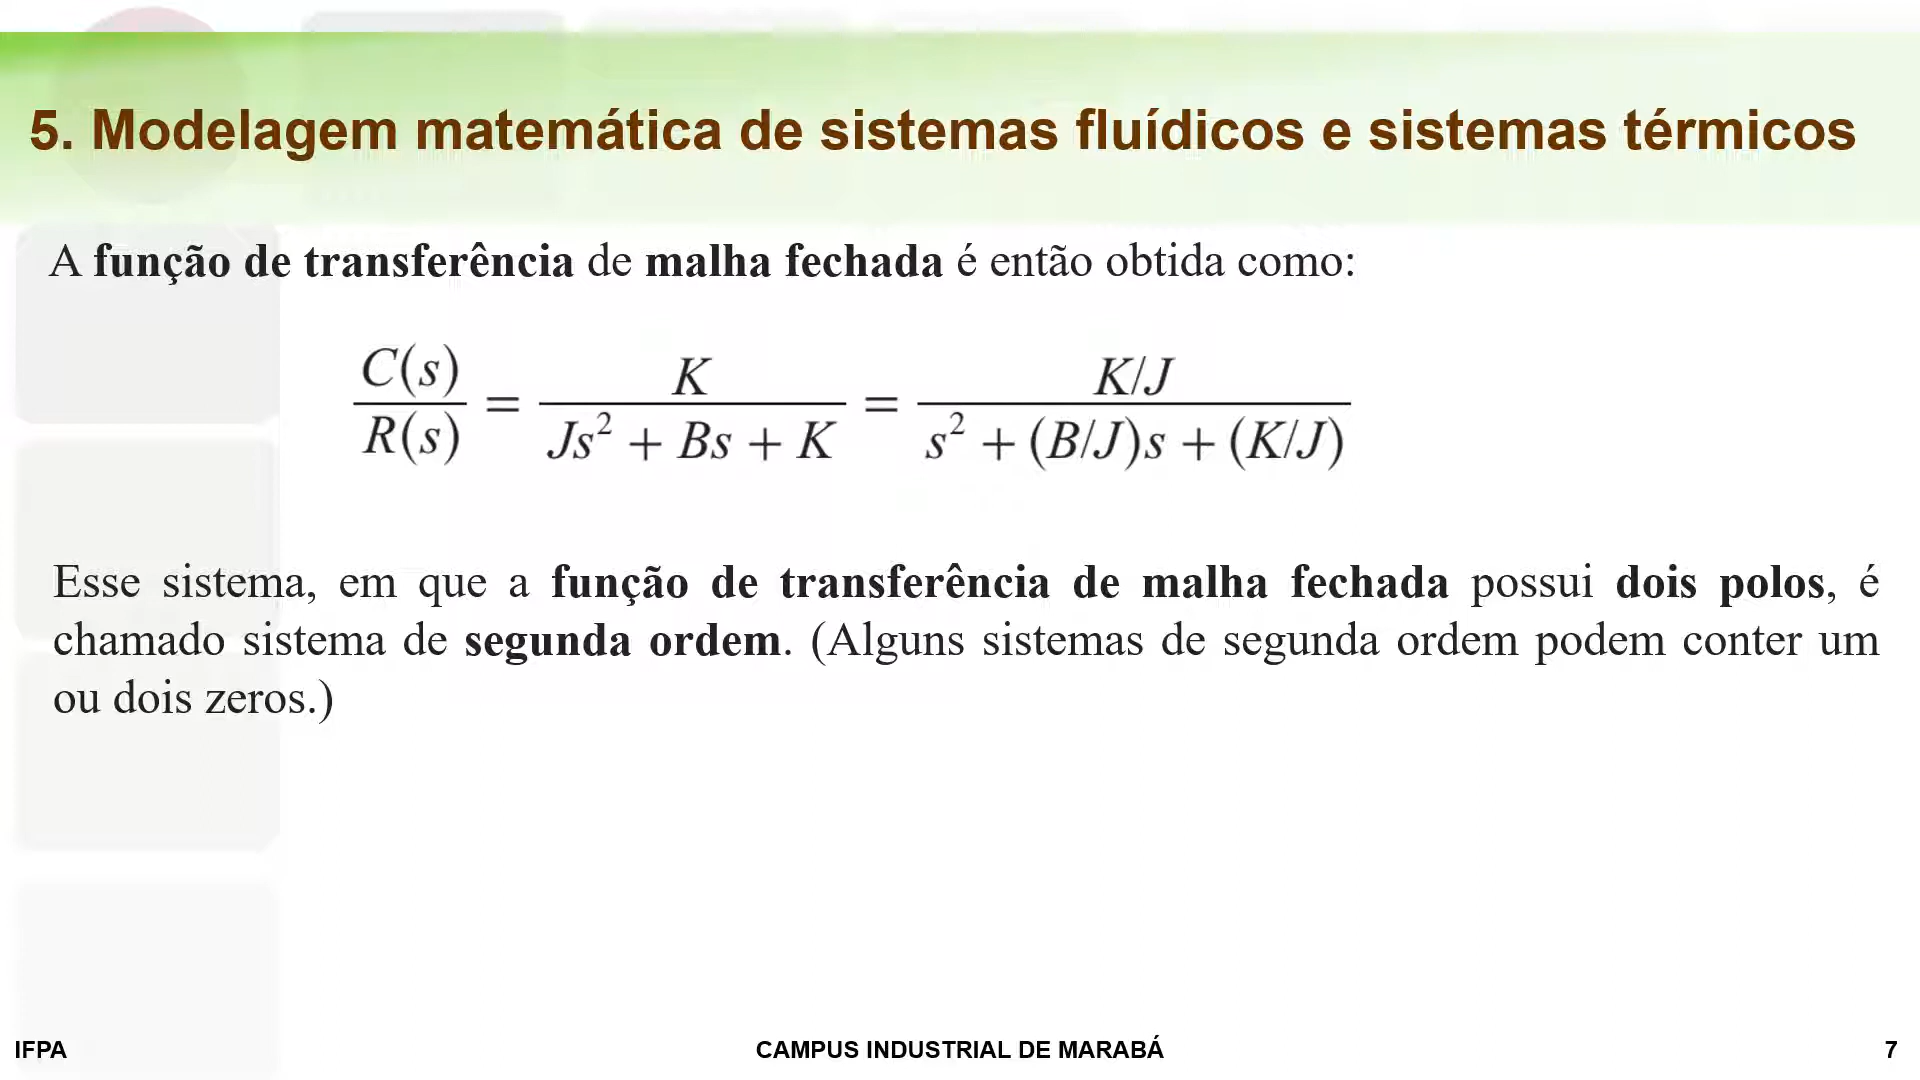 5. Modelagem matemática de sistemas fluídicos e sistemas térmicos
A função de transferência de malha fechada é então obtida como:
C(s)/R(s) = K/(Js² + Bs + K) = (K/J)/(s² + (B/J)s + (K/J))
Esse sistema, em que a função de transferência de malha fechada possui dois polos, é
chamado sistema de segunda ordem. (Alguns sistemas de segunda ordem podem conter um
ou dois zeros.)
IFPA
CAMPUS INDUSTRIAL DE MARABÁ
7